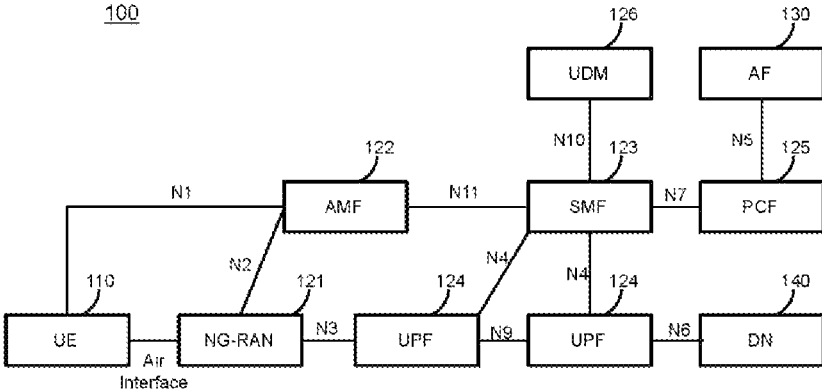 100
126
130
UDM
AF
N10
N5
122
123
125
N1
AMF
N11
SMF
N7
PCF
N2
N4
N4
110
121
124
124
140
UE
NG-RAN
N3
UPF
N9
UPF
N6
DN
Air
Interface